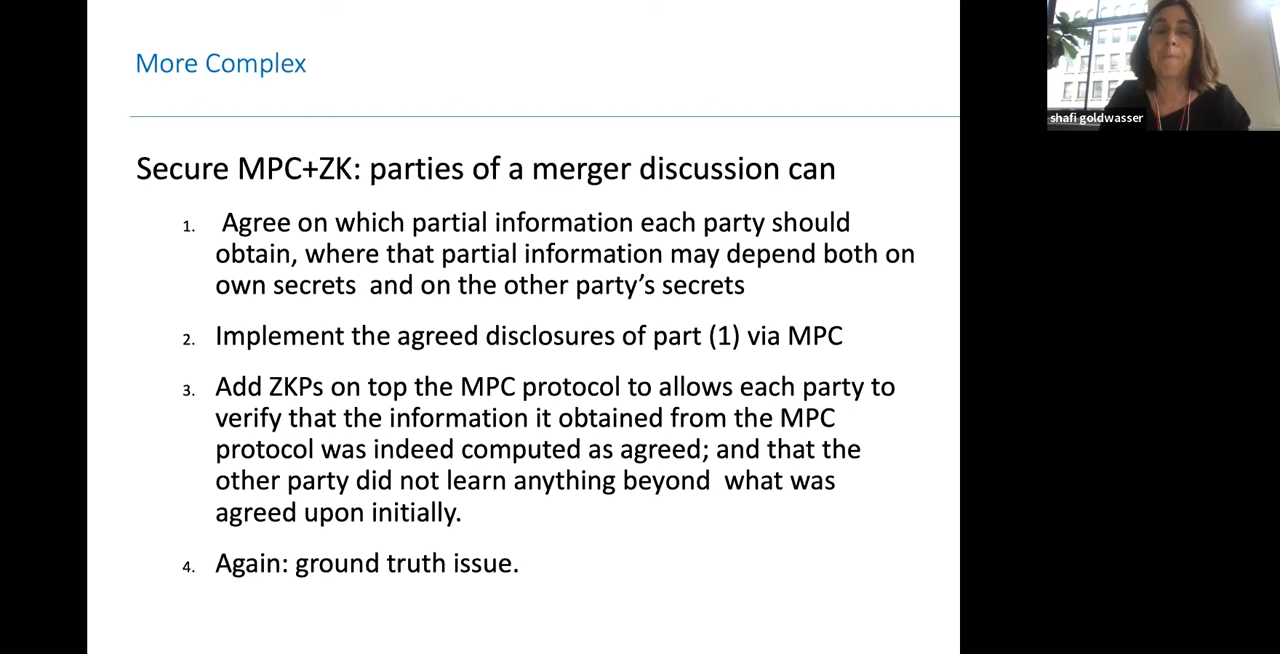 More Complex
shafi goldwasser
Secure MPC+ZK: parties of a merger discussion can
1. Agree on which partial information each party should
obtain, where that partial information may depend both on
own secrets and on the other party's secrets
2. Implement the agreed disclosures of part (1) via MPC
3. Add ZKPs on top the MPC protocol to allows each party to
verify that the information it obtained from the MPC
protocol was indeed computed as agreed; and that the
other party did not learn anything beyond what was
agreed upon initially.
4. Again: ground truth issue.